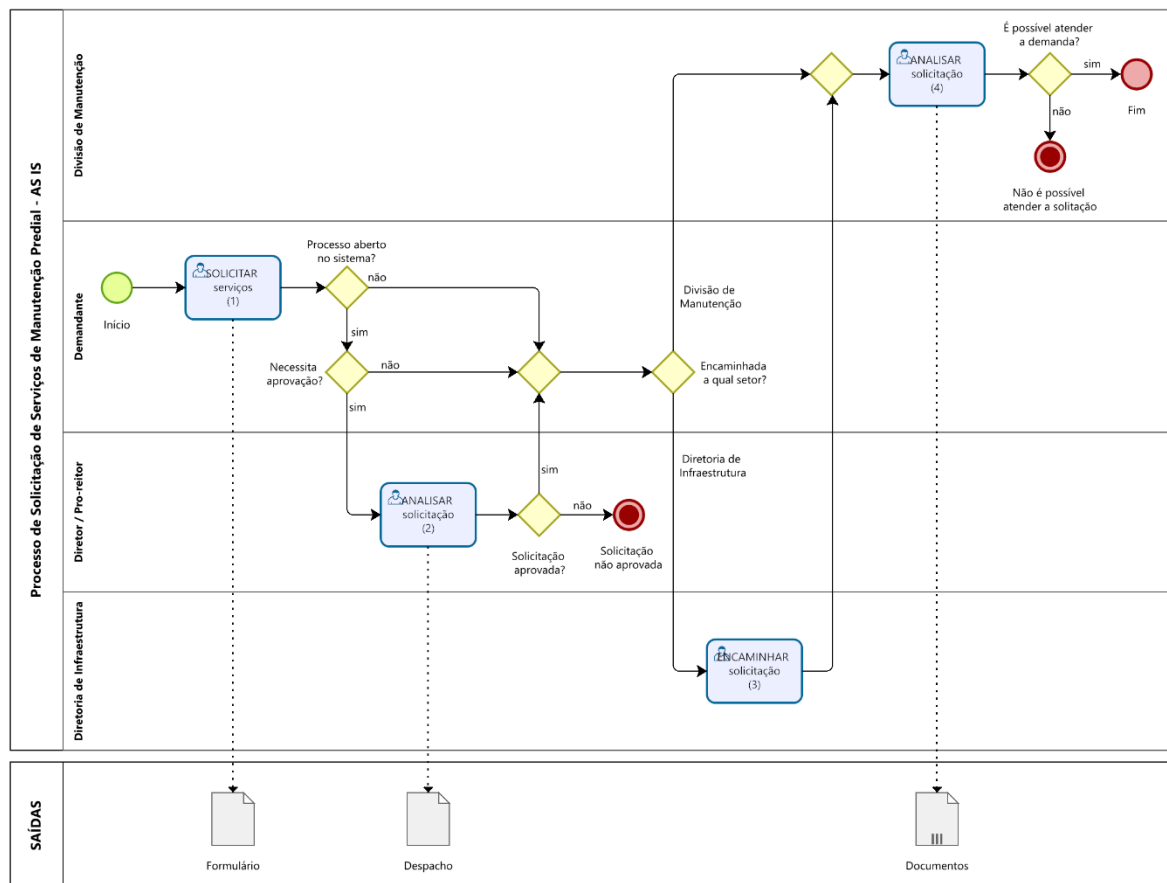 Processo de Solicitação de Serviços de Manutenção Predial - AS IS
Divisão de Manutenção
ANALISAR
solicitação
(4)
É possível atender
a demanda?
sim
não
Fim
Não é possivel
atender a solitação
Demandante
Início
SOLICITAR
serviços
(1)
Processo aberto
no sistema?
não
sim
Necessita
aprovação?
não
sim
Divisão de
Manutenção
Encaminhada
a qual setor?
Diretor / Pro-reitor
ANALISAR
solicitação
(2)
sim
não
Solicitação
aprovada?
Solicitação
não aprovada
Diretoria de
Infraestrutura
Diretoria de Infraestrutura
ENCAMINHAR
solicitação
(3)
SAÍDAS
Formulário
Despacho
Documentos